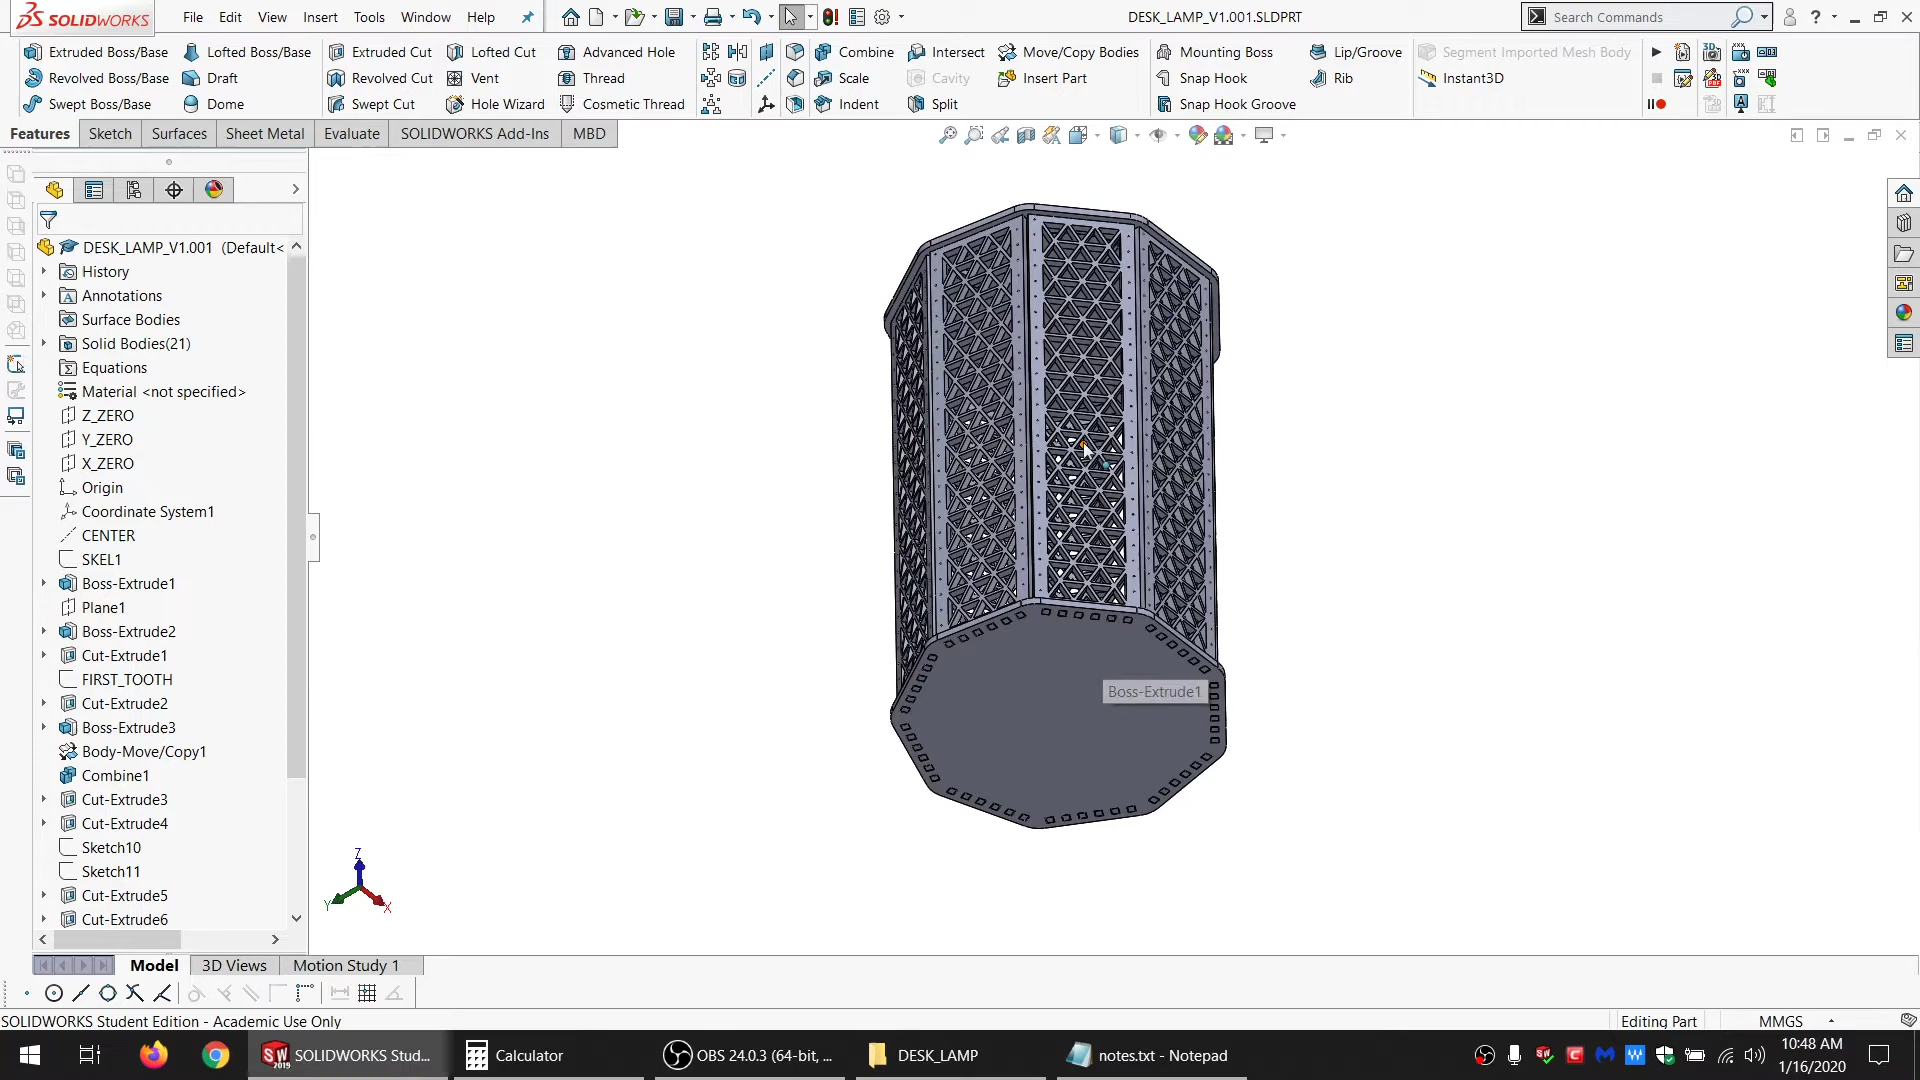 SOLIDWORKS
File Edit View Insert Tools Window Help
DESK_LAMP_V1.001.SLDPRT
Search Commands
Extruded Boss/Base
Revolved Boss/Base
Swept Boss/Base
Lofted Boss/Base
Draft
Dome
Extruded Cut
Revolved Cut
Swept Cut
Lofted Cut
Vent
Hole Wizard
Advanced Hole
Thread
Cosmetic Thread
Combine
Scale
Indent
Intersect
Cavity
Split
Move/Copy Bodies
Insert Part
Mounting Boss
Snap Hook
Snap Hook Groove
Lip/Groove
Rib
Segment Imported Mesh Body
Instant3D
Features Sketch Surfaces Sheet Metal Evaluate SOLIDWORKS Add-Ins MBD
DESK_LAMP_V1.001 (Default<
History
Annotations
Surface Bodies
Solid Bodies(21)
Equations
Material <not specified>
Z_ZERO
Y_ZERO
X_ZERO
Origin
Coordinate System1
CENTER
SKEL1
Boss-Extrude1
Plane1
Boss-Extrude2
Cut-Extrude1
FIRST_TOOTH
Cut-Extrude2
Boss-Extrude3
Body-Move/Copy1
Combine1
Cut-Extrude3
Cut-Extrude4
Sketch10
Sketch11
Cut-Extrude5
Cut-Extrude6
Boss-Extrude1
Z
Y
X
Model 3D Views Motion Study 1
SOLIDWORKS Student Edition - Academic Use Only
Editing Part
MMGS
SOLIDWORKS Stud...
Calculator
OBS 24.0.3 (64-bit, ...
DESK_LAMP
notes.txt - Notepad
10:48 AM
1/16/2020